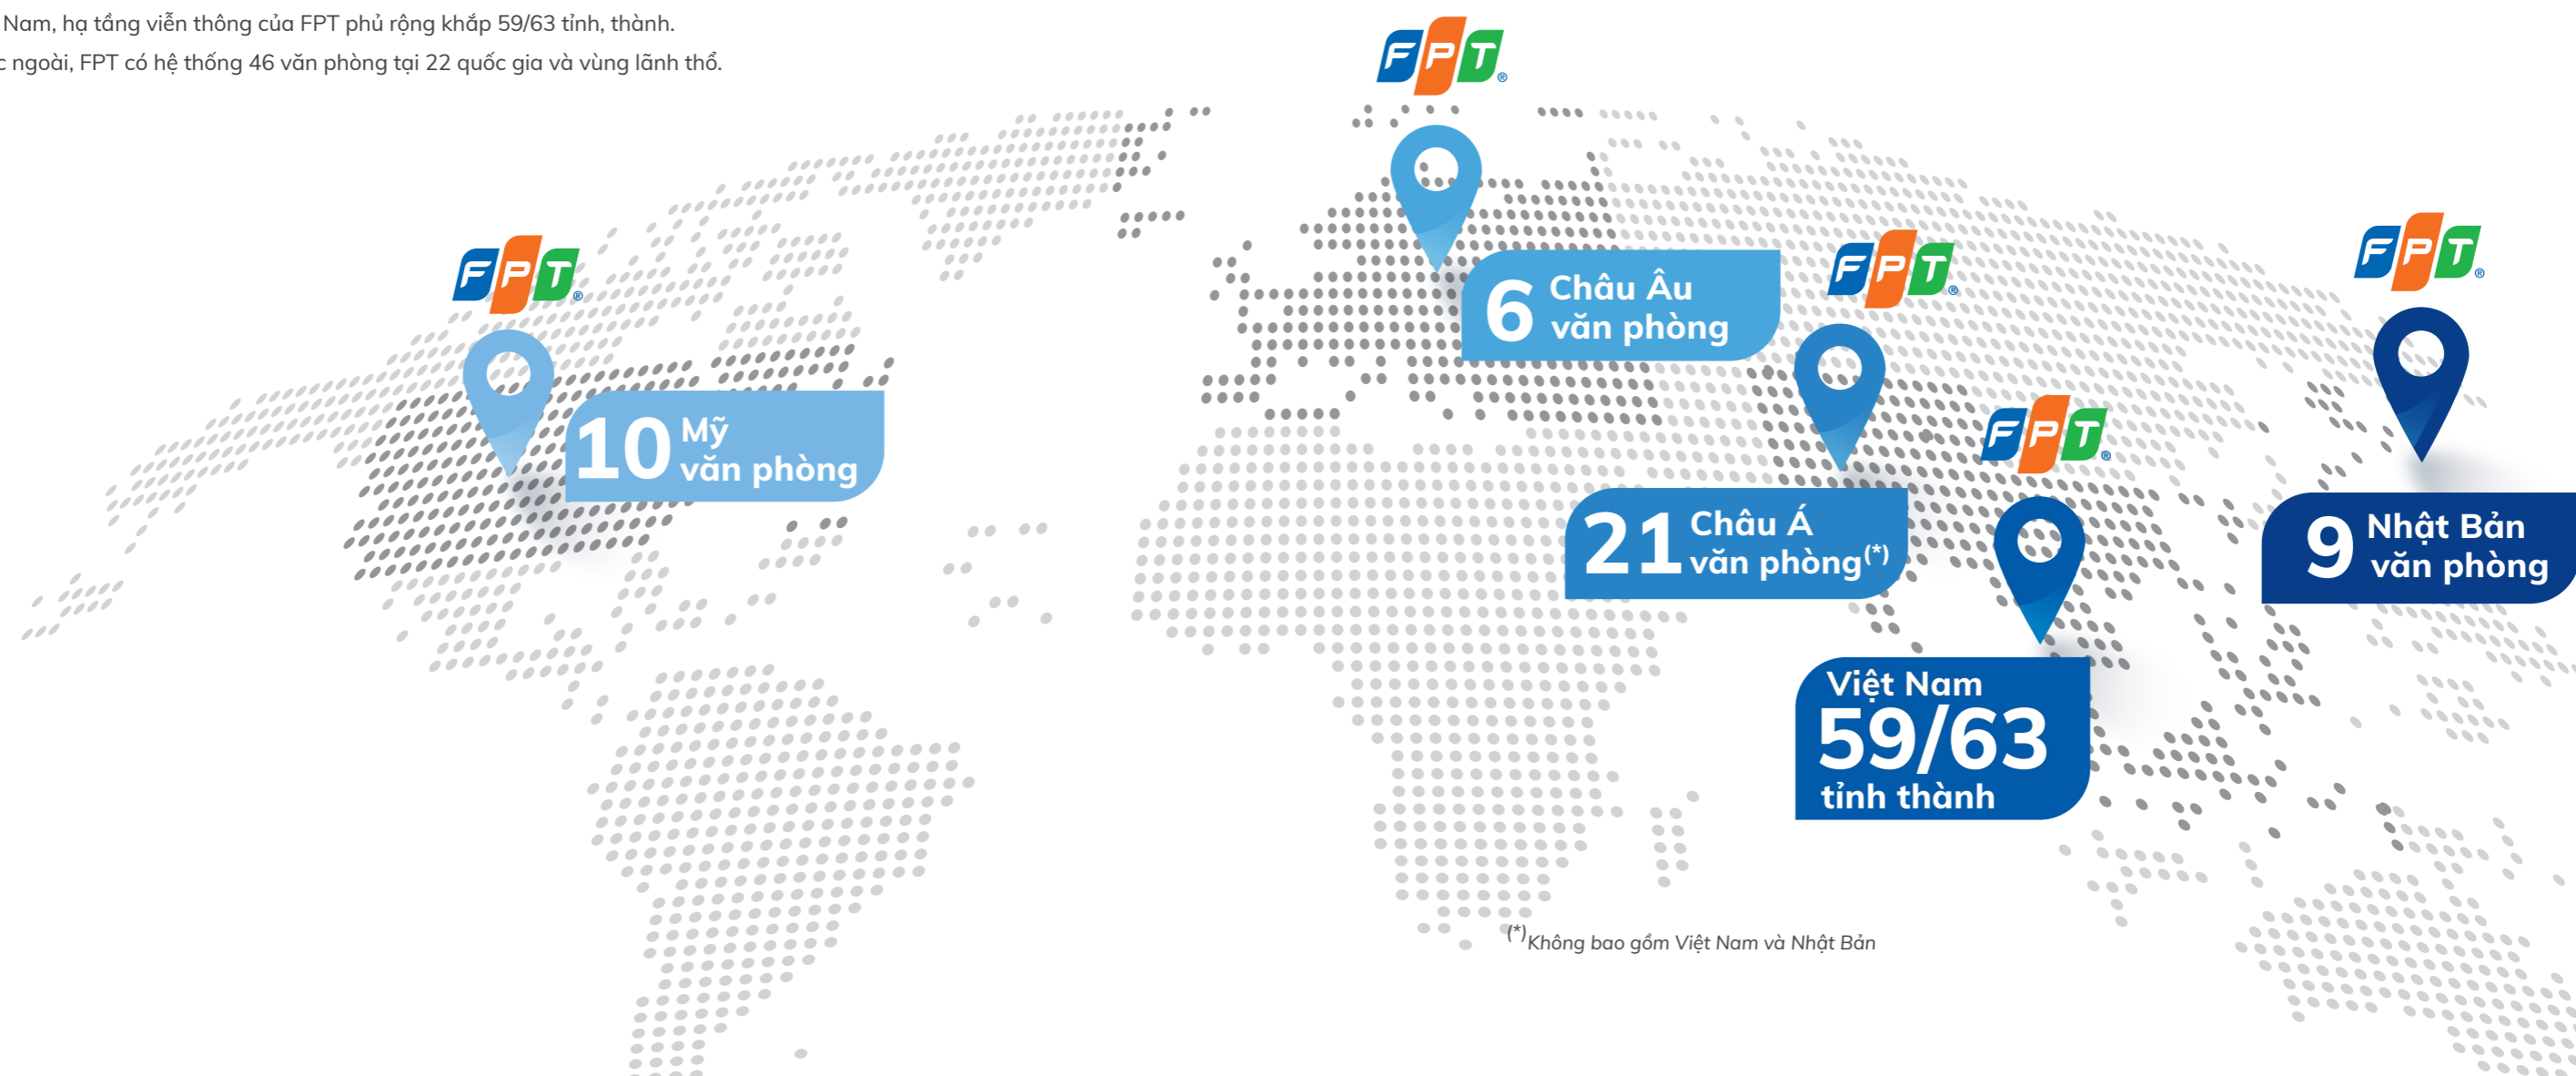 Nam, hạ tầng viễn thông của FPT phủ rộng khắp 59/63 tỉnh, thành.
c ngoài, FPT có hệ thống 46 văn phòng tại 22 quốc gia và vùng lãnh thổ.
FPT®
6 Châu Âu
văn phòng
FPT®
10 Mỹ
văn phòng
FPT®
21 Châu Á
văn phòng(*)
FPT®
Việt Nam
59/63
tỉnh thành
FPT®
9 Nhật Bản
văn phòng
(*)Không bao gồm Việt Nam và Nhật Bản